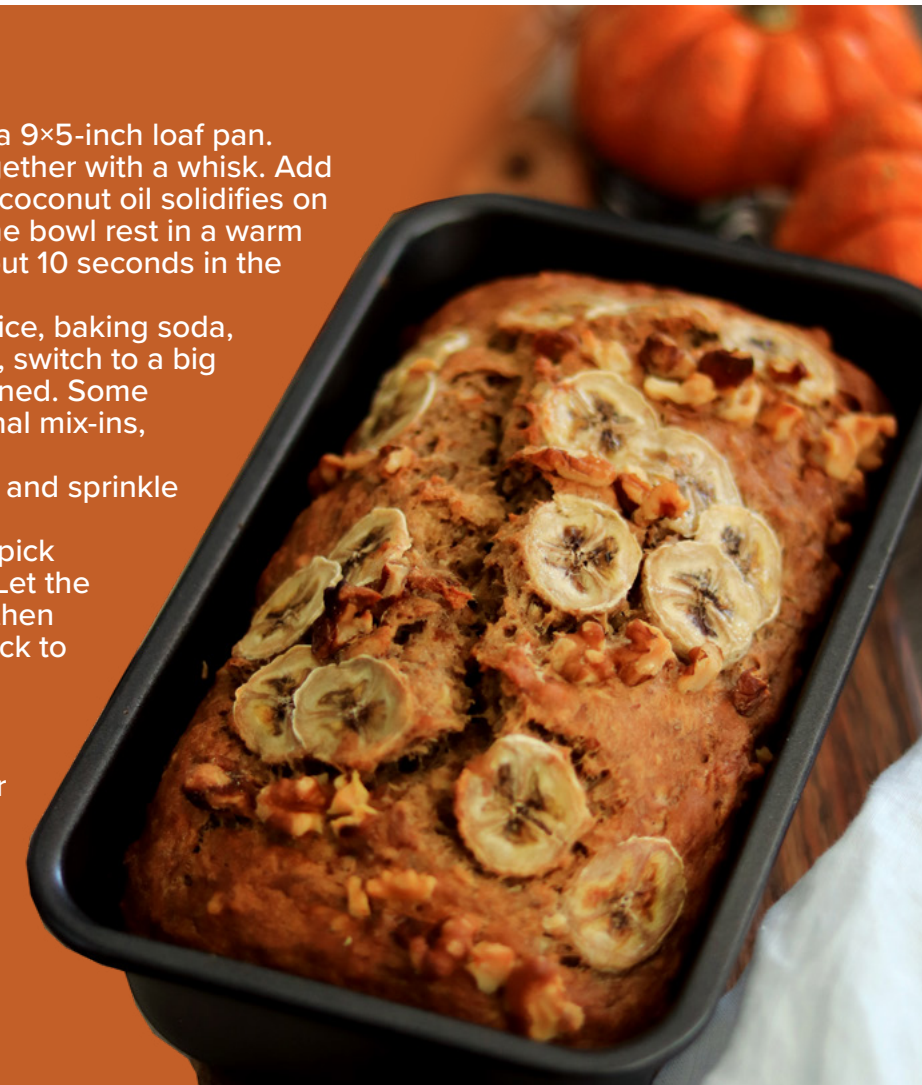 a 9×5-inch loaf pan.
gether with a whisk. Add
coconut oil solidifies on
he bowl rest in a warm
out 10 seconds in the
ice, baking soda,
, switch to a big
ned. Some
nal mix-ins,
and sprinkle
pick
Let the
then
ck to
r